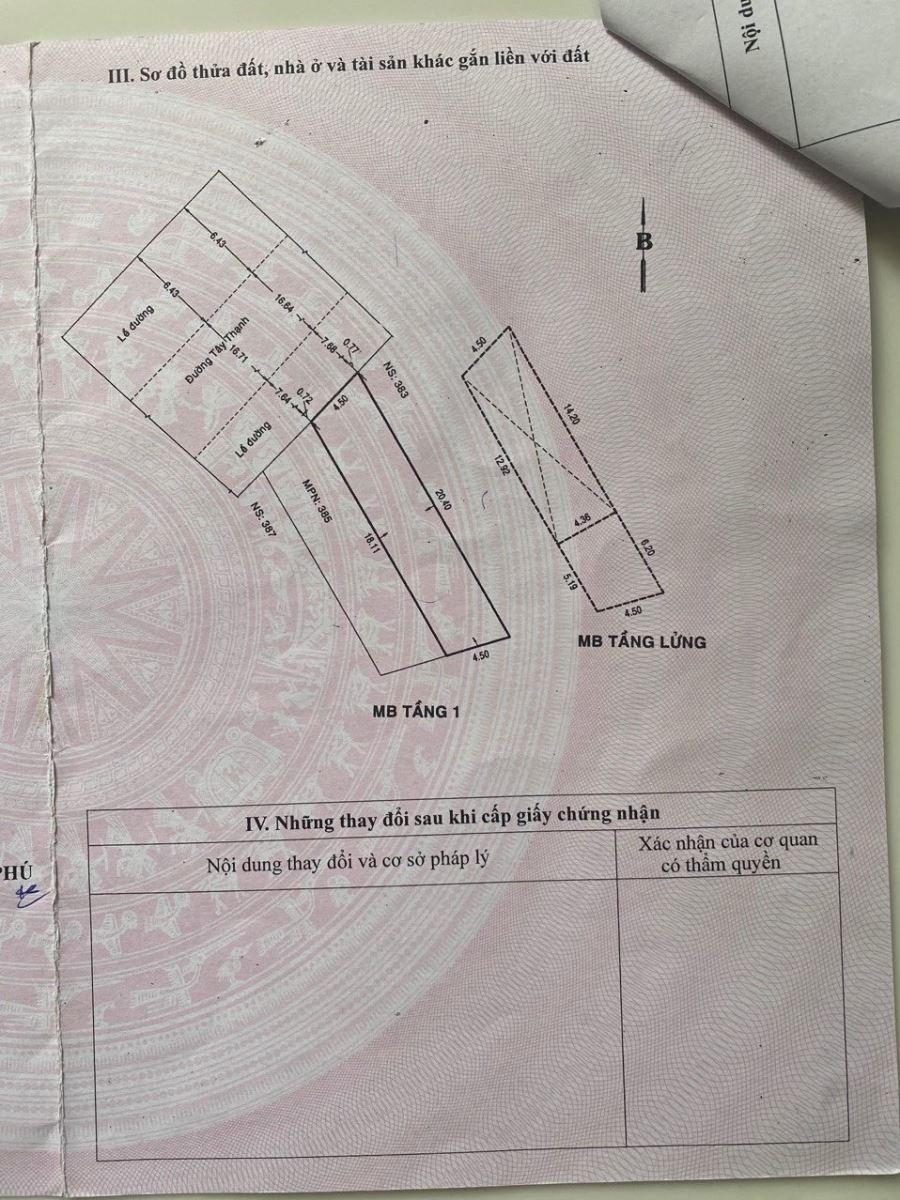 Nội du
III. Sơ đồ thửa đất, nhà ở và tài sản khác gắn liền với đất
B
6.43
6.43
Lề đường
16.64
Đường Tây Thạnh
16.71
7.68
0.77
7.64
0.72
4.50
NS: 383
Lề đường
NS: 387
MPN: 385
20.40
18.11
4.50
MB TẦNG 1
4.50
14.20
12.92
4.36
6.20
5.19
4.50
MB TẦNG LỬNG
IV. Những thay đổi sau khi cấp giấy chứng nhận
Nội dung thay đổi và cơ sở pháp lý
Xác nhận của cơ quan
có thẩm quyền
PHÚ